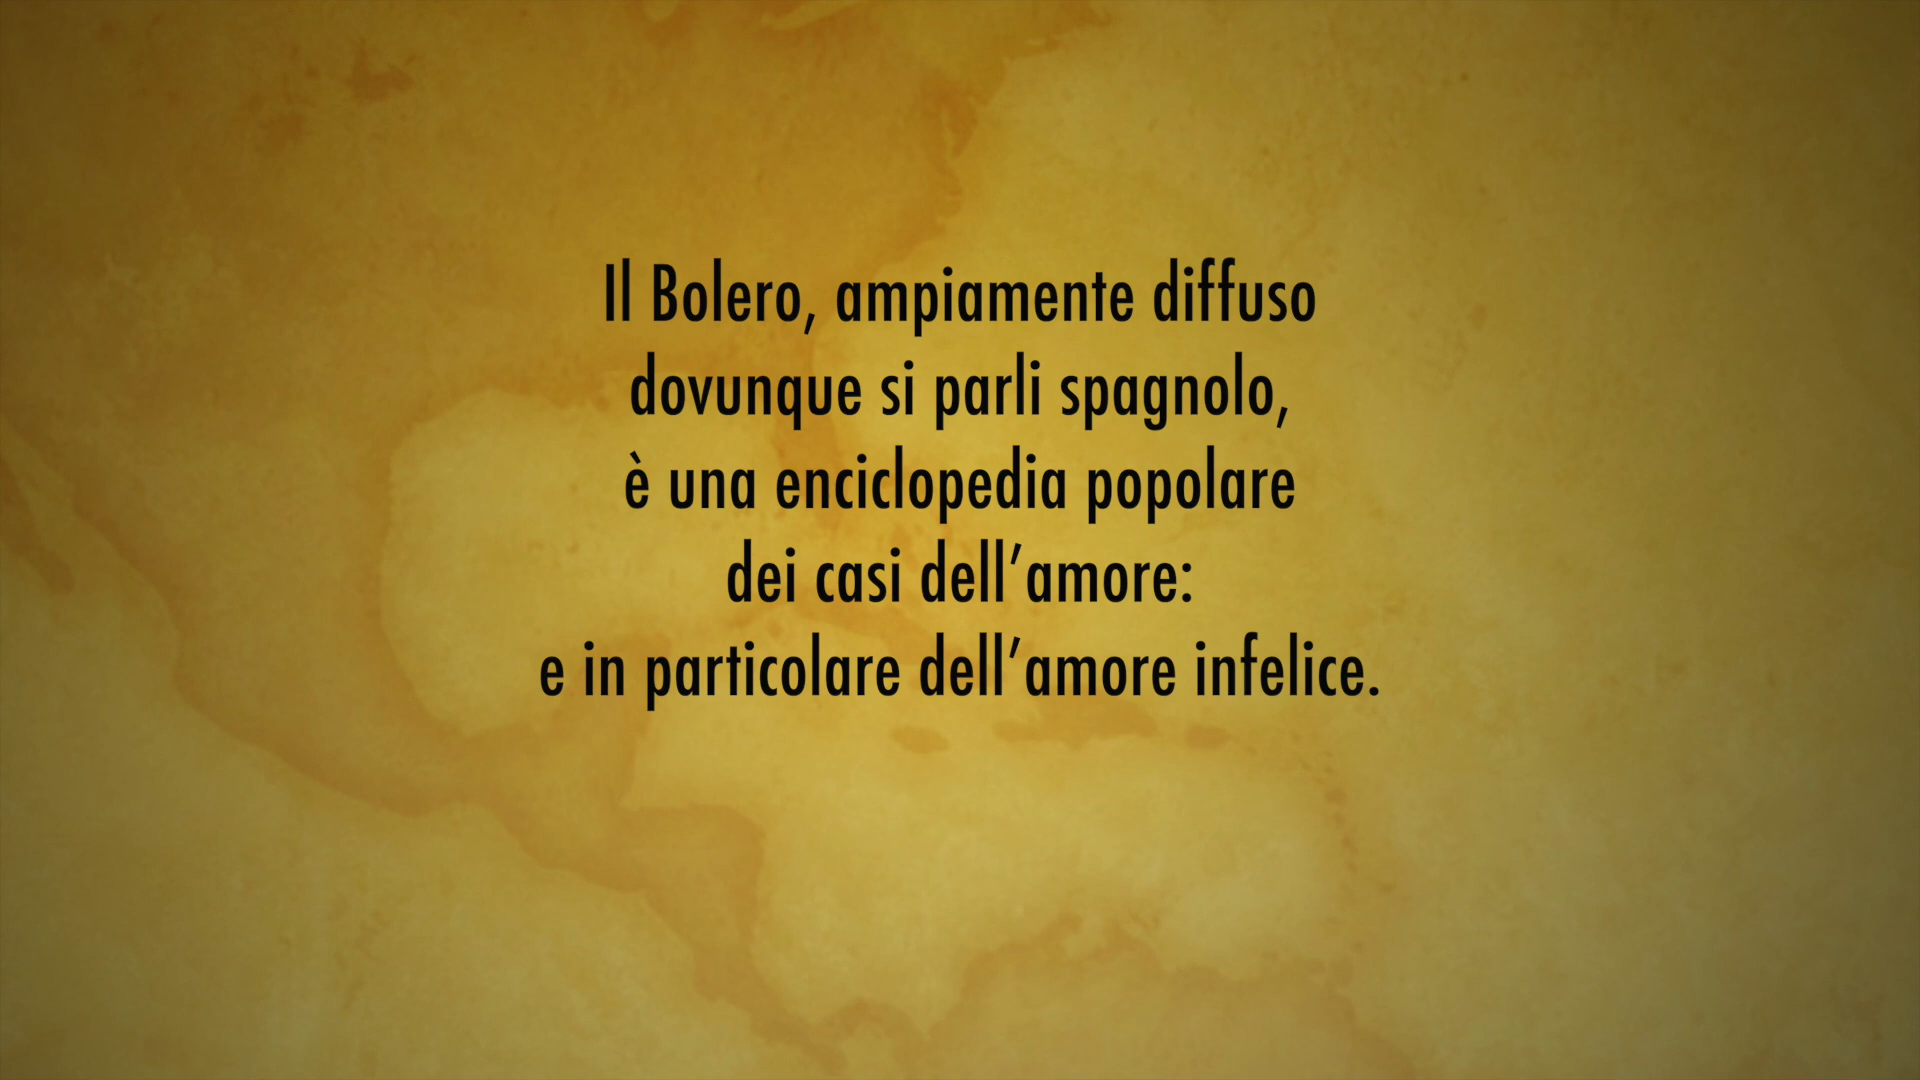 Il Bolero, ampiamente diffuso
dovunque si parli spagnolo,
è una enciclopedia popolare
dei casi dell’amore:
e in particolare dell’amore infelice.